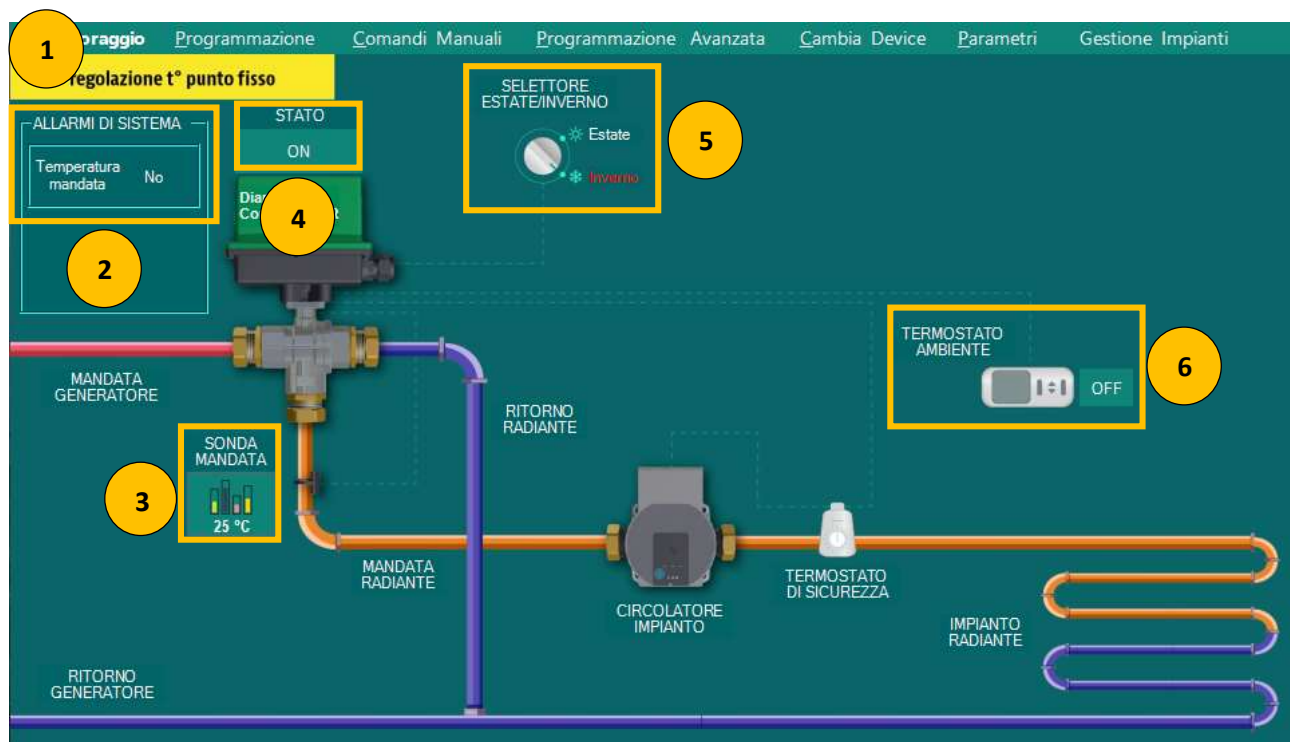 1
oraggio Programmazione Comandi Manuali Programmazione Avanzata Cambia Device Parametri Gestione Impianti
regolazione t° punto fisso
ALLARMI DI SISTEMA
Temperatura
mandata
No
2
STATO
ON
4
SELETTORE
ESTATE/INVERNO
Estate
Inverno
5
TERMOSTATO
AMBIENTE
OFF
6
MANDATA
GENERATORE
RITORNO
RADIANTE
SONDA
MANDATA
25 °C
3
MANDATA
RADIANTE
CIRCOLATORE
IMPIANTO
TERMOSTATO
DI SICUREZZA
IMPIANTO
RADIANTE
RITORNO
GENERATORE